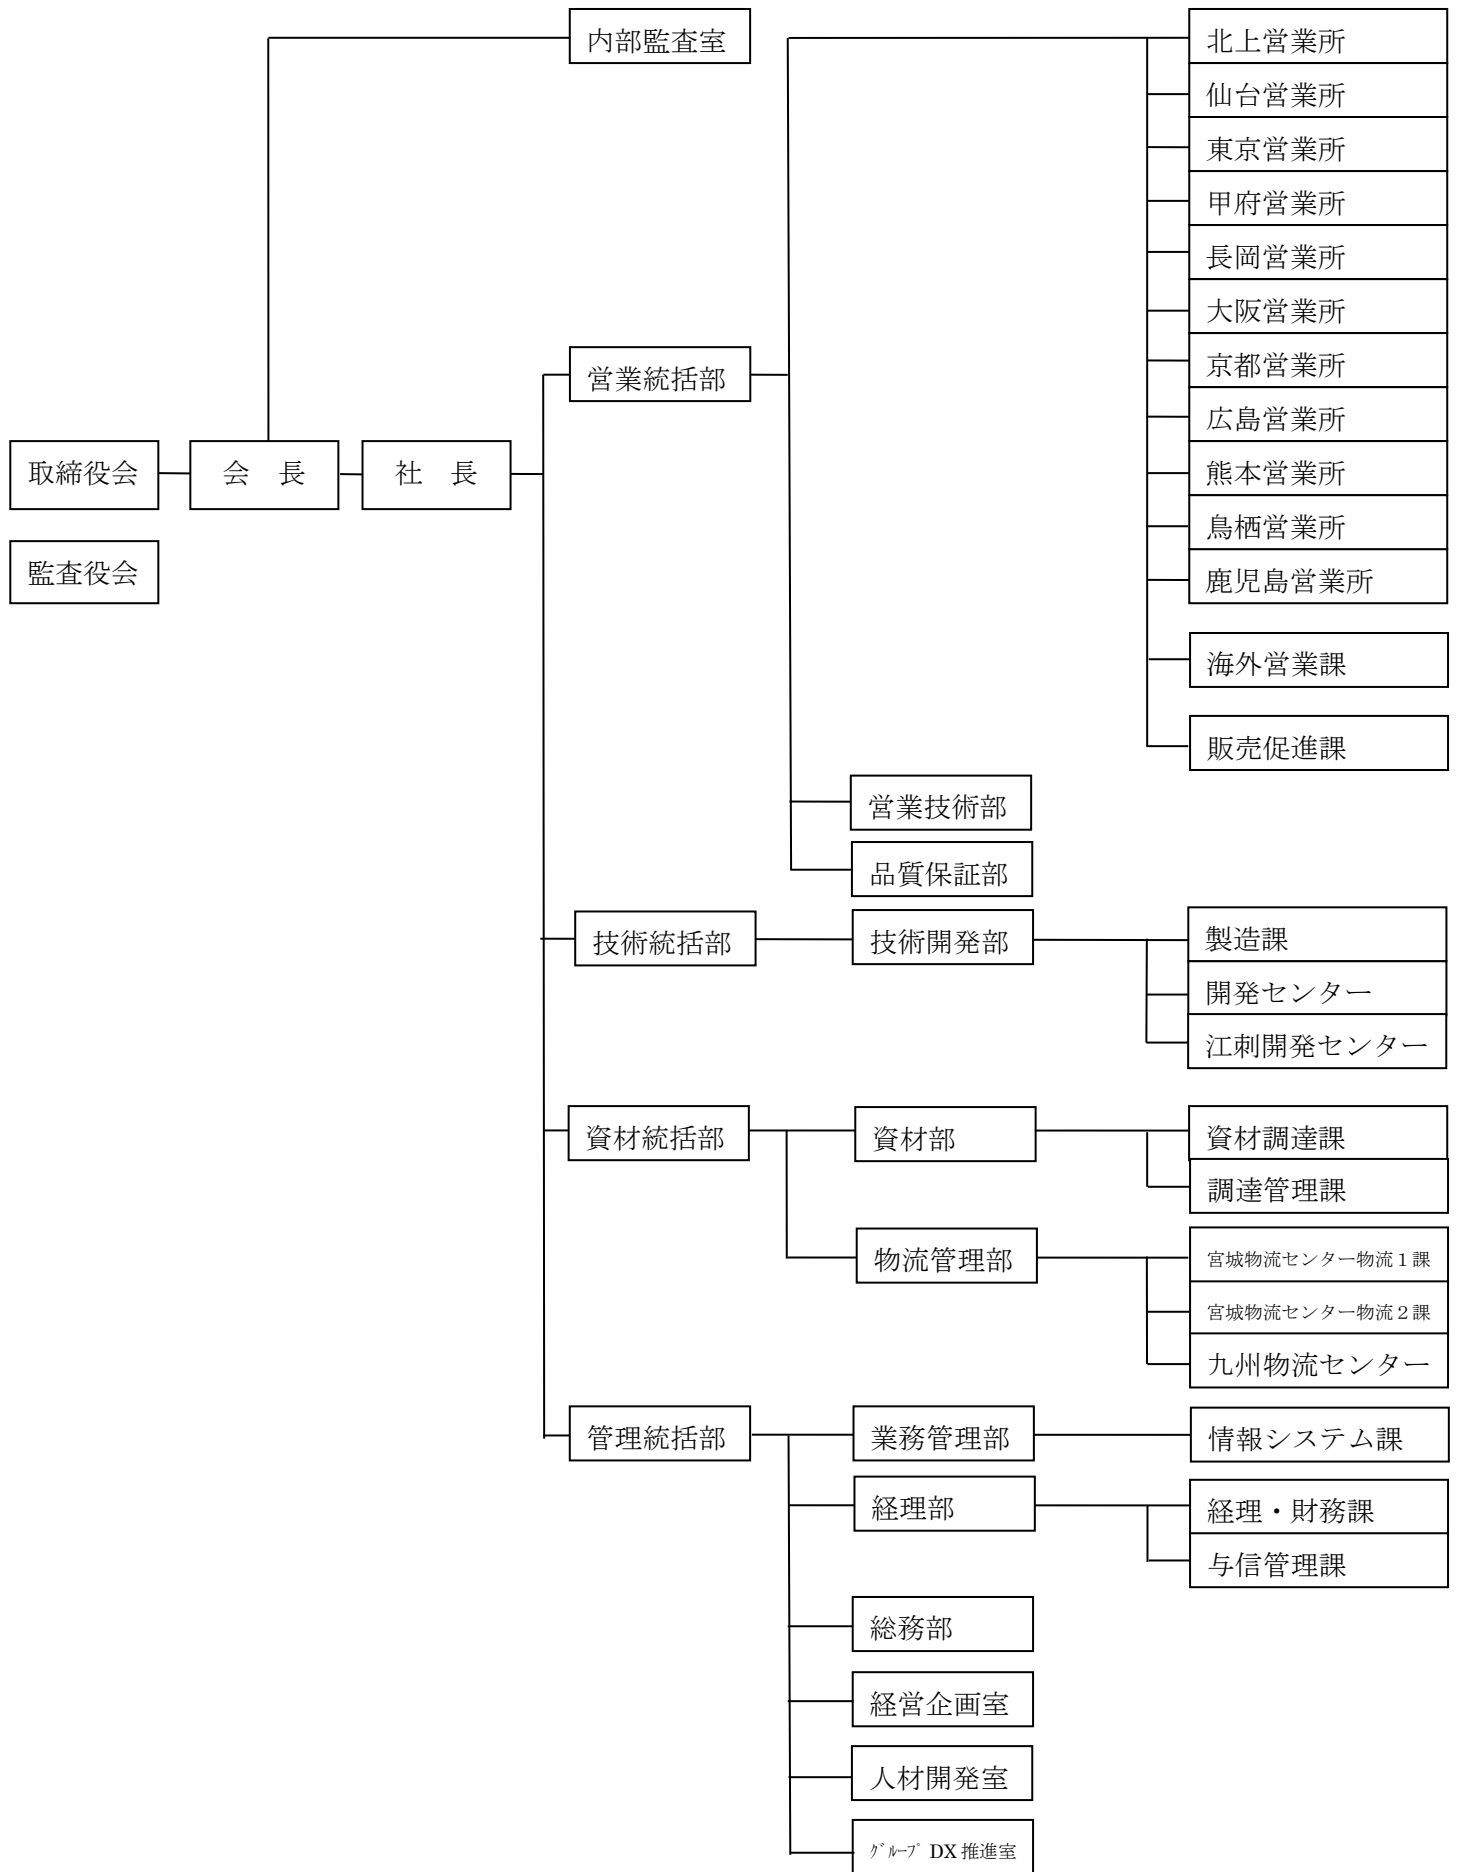 内部監査室
北上営業所
仙台営業所
東京営業所
甲府営業所
長岡営業所
大阪営業所
営業統括部
京都営業所
広島営業所
取締役会
会　長
社　長
熊本営業所
鳥栖営業所
監査役会
鹿児島営業所
海外営業課
販売促進課
営業技術部
品質保証部
技術統括部
技術開発部
製造課
開発センター
江刺開発センター
資材統括部
資材部
資材調達課
調達管理課
物流管理部
宮城物流センター物流１課
宮城物流センター物流２課
九州物流センター
管理統括部
業務管理部
情報システム課
経理部
経理・財務課
与信管理課
総務部
経営企画室
人材開発室
ｸﾞﾙｰﾌﾟ DX 推進室